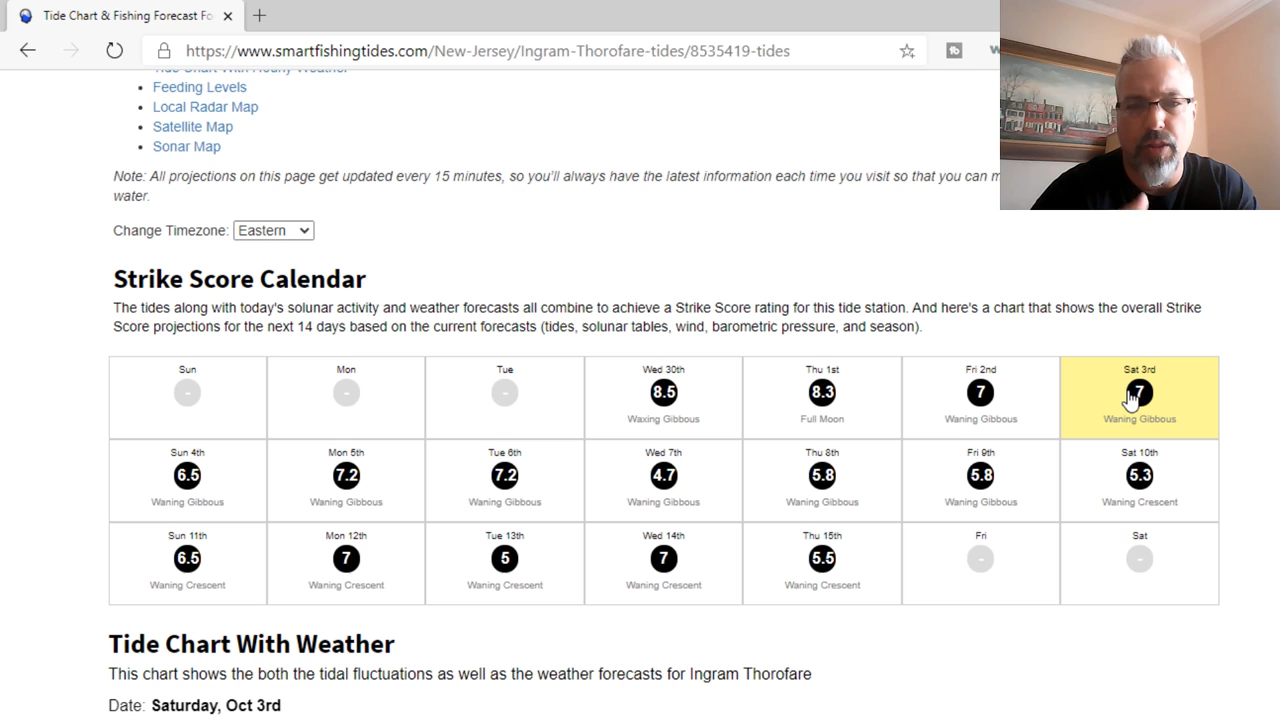 Tide Chart & Fishing Forecast Fo
https://www.smartfishingtides.com/New-Jersey/Ingram-Thorofare-tides/8535419-tides
Tide Chart With Hourly Weather
Feeding Levels
Local Radar Map
Satellite Map
Sonar Map
Note: All projections on this page get updated every 15 minutes, so you'll always have the latest information each time you visit so that you can m
water.
Change Timezone: Eastern
Strike Score Calendar
The tides along with today's solunar activity and weather forecasts all combine to achieve a Strike Score rating for this tide station. And here's a chart that shows the overall Strike
Score projections for the next 14 days based on the current forecasts (tides, solunar tables, wind, barometric pressure, and season).
Sun Mon Tue Wed 30th Thu 1st Fri 2nd Sat 3rd
- - - 8.5 8.3 7 7
Waxing Gibbous Full Moon Waning Gibbous Waning Gibbous
Sun 4th Mon 5th Tue 6th Wed 7th Thu 8th Fri 9th Sat 10th
6.5 7.2 7.2 4.7 5.8 5.8 5.3
Waning Gibbous Waning Gibbous Waning Gibbous Waning Gibbous Waning Gibbous Waning Gibbous Waning Crescent
Sun 11th Mon 12th Tue 13th Wed 14th Thu 15th Fri Sat
6.5 7 5 7 5.5 - -
Waning Crescent Waning Crescent Waning Crescent Waning Crescent Waning Crescent
Tide Chart With Weather
This chart shows the both the tidal fluctuations as well as the weather forecasts for Ingram Thorofare
Date: Saturday, Oct 3rd